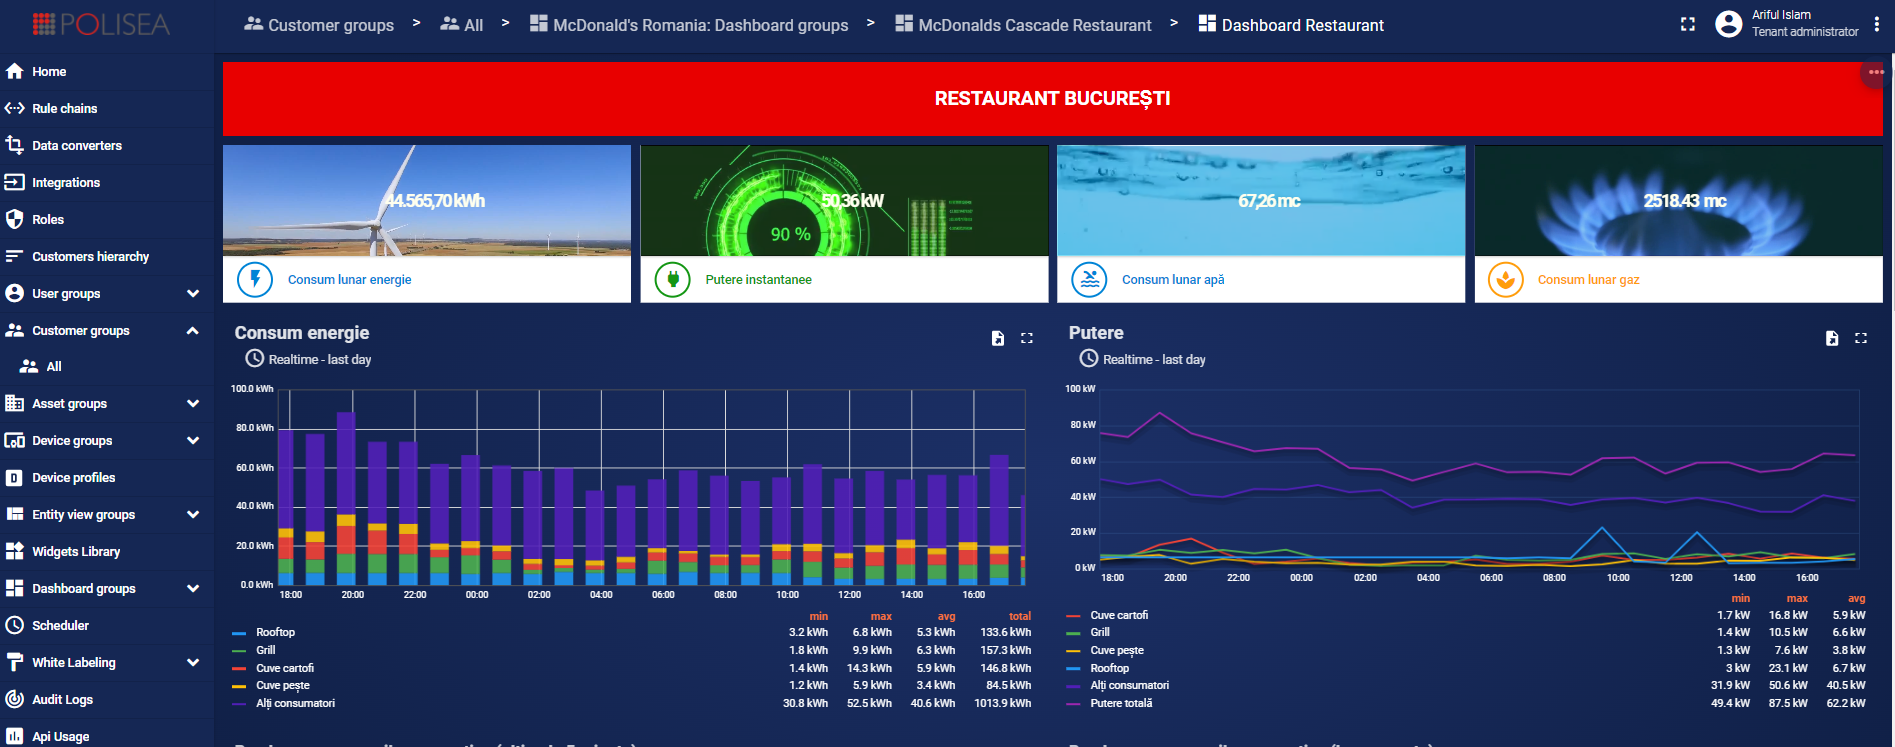 POLISEA
Customer groups > All > McDonald's Romania: Dashboard groups > McDonalds Cascade Restaurant > Dashboard Restaurant
Ariful Islam
Tenant administrator
Home
Rule chains
Data converters
Integrations
Roles
Customers hierarchy
User groups
Customer groups
All
Asset groups
Device groups
Device profiles
Entity view groups
Widgets Library
Dashboard groups
Scheduler
White Labeling
Audit Logs
Api Usage
RESTAURANT BUCUREȘTI
44.565,70 kWh
Consum lunar energie
90 %
50.36 kW
Putere instantanee
67,26 mc
Consum lunar apă
2518.43 mc
Consum lunar gaz
Consum energie
Realtime - last day
100.0 kWh
80.0 kWh
60.0 kWh
40.0 kWh
20.0 kWh
0.0 kWh
18:00 20:00 22:00 00:00 02:00 04:00 06:00 08:00 10:00 12:00 14:00 16:00
min max avg total
Rooftop 3.2 kWh 6.8 kWh 5.3 kWh 133.6 kWh
Grill 1.8 kWh 9.9 kWh 6.3 kWh 157.3 kWh
Cuve cartofi 1.4 kWh 14.3 kWh 5.9 kWh 146.8 kWh
Cuve pește 1.2 kWh 5.9 kWh 3.4 kWh 84.5 kWh
Alți consumatori 30.8 kWh 52.5 kWh 40.6 kWh 1013.9 kWh
Putere
Realtime - last day
100 kW
80 kW
60 kW
40 kW
20 kW
0 kW
18:00 20:00 22:00 00:00 02:00 04:00 06:00 08:00 10:00 12:00 14:00 16:00
min max avg
Cuve cartofi 1.7 kW 16.8 kW 5.9 kW
Grill 1.4 kW 10.5 kW 6.6 kW
Cuve pește 1.3 kW 7.6 kW 3.8 kW
Rooftop 3 kW 23.1 kW 6.7 kW
Alți consumatori 31.9 kW 50.6 kW 40.5 kW
Putere totală 49.4 kW 87.5 kW 62.2 kW